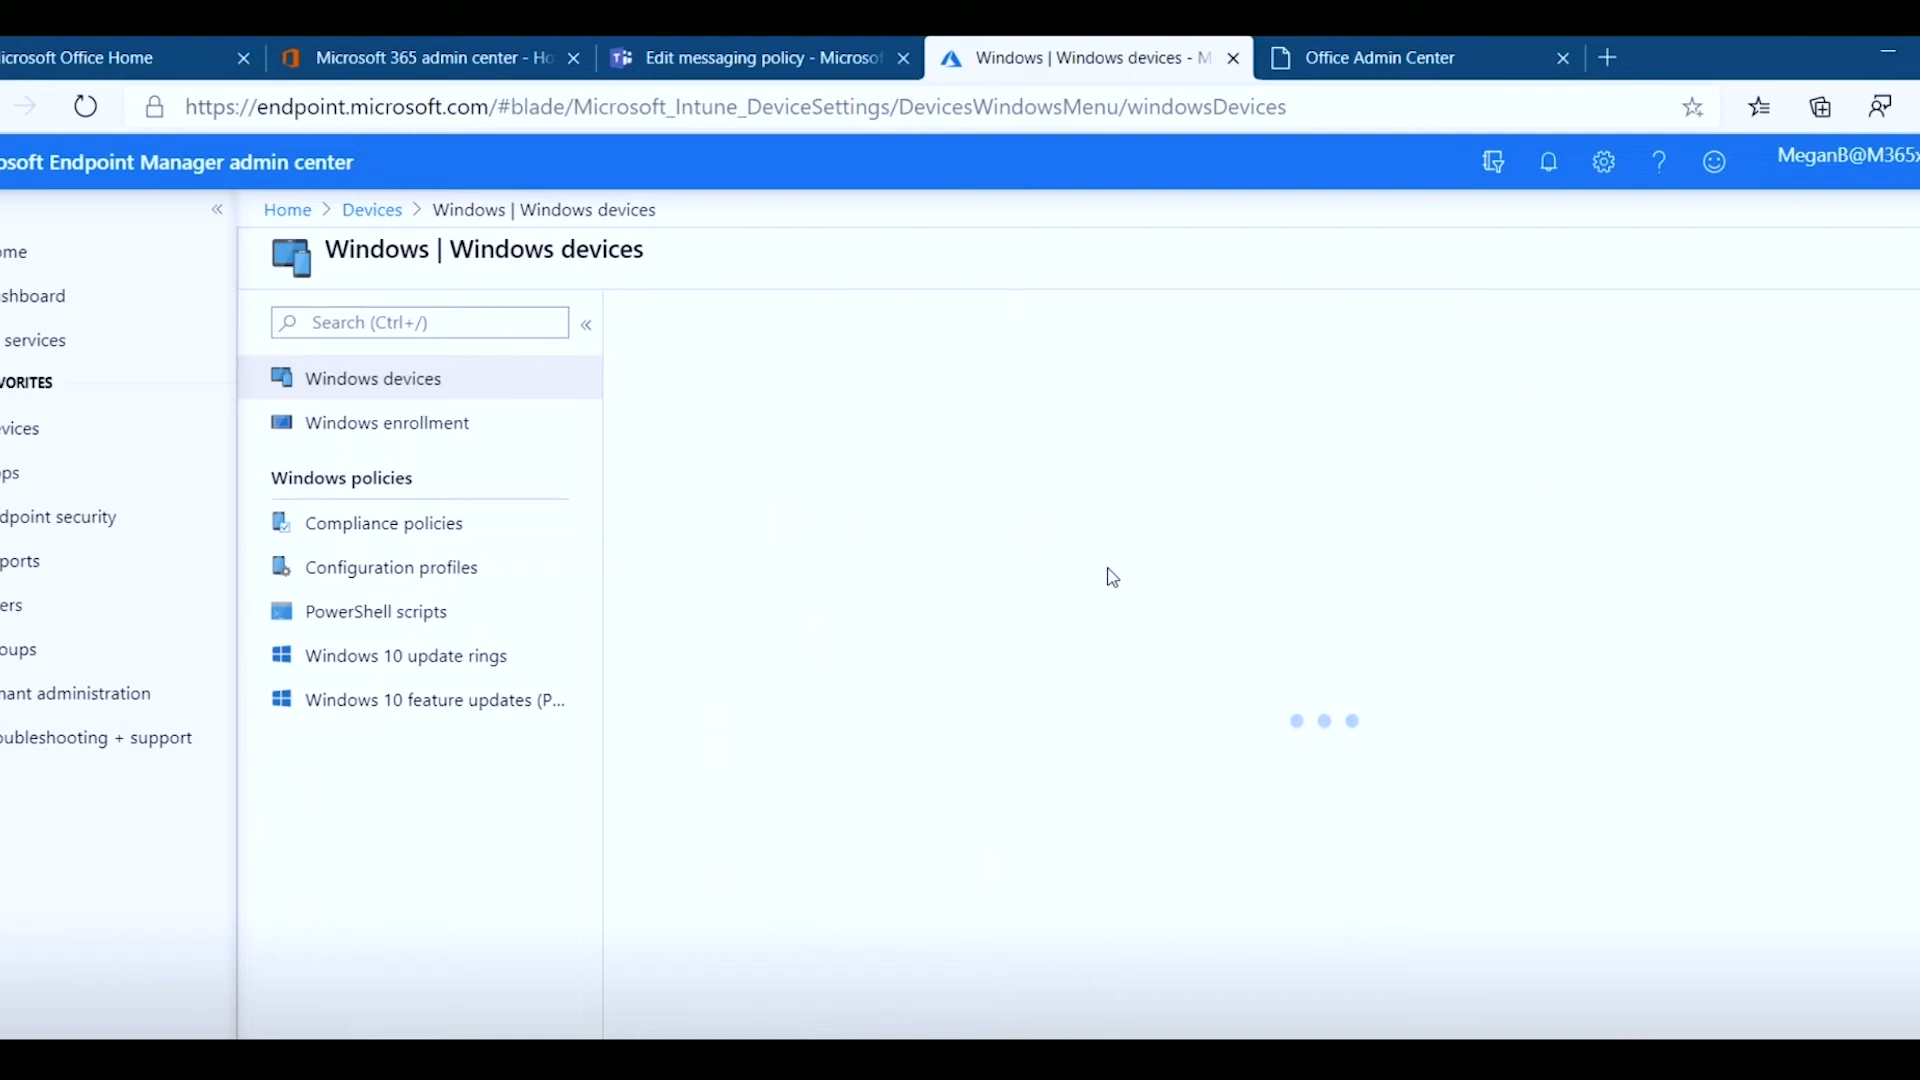 icrosoft Office Home
Microsoft 365 admin center - Ho
Edit messaging policy - Microsof
Windows | Windows devices - M
Office Admin Center
https://endpoint.microsoft.com/#blade/Microsoft_Intune_DeviceSettings/DevicesWindowsMenu/windowsDevices
osoft Endpoint Manager admin center
MeganB@M365x
Home > Devices > Windows | Windows devices
Windows | Windows devices
ome
shboard
services
VORITES
vices
ps
dpoint security
ports
ers
oups
nant administration
oubleshooting + support
Search (Ctrl+/)
Windows devices
Windows enrollment
Windows policies
Compliance policies
Configuration profiles
PowerShell scripts
Windows 10 update rings
Windows 10 feature updates (P...